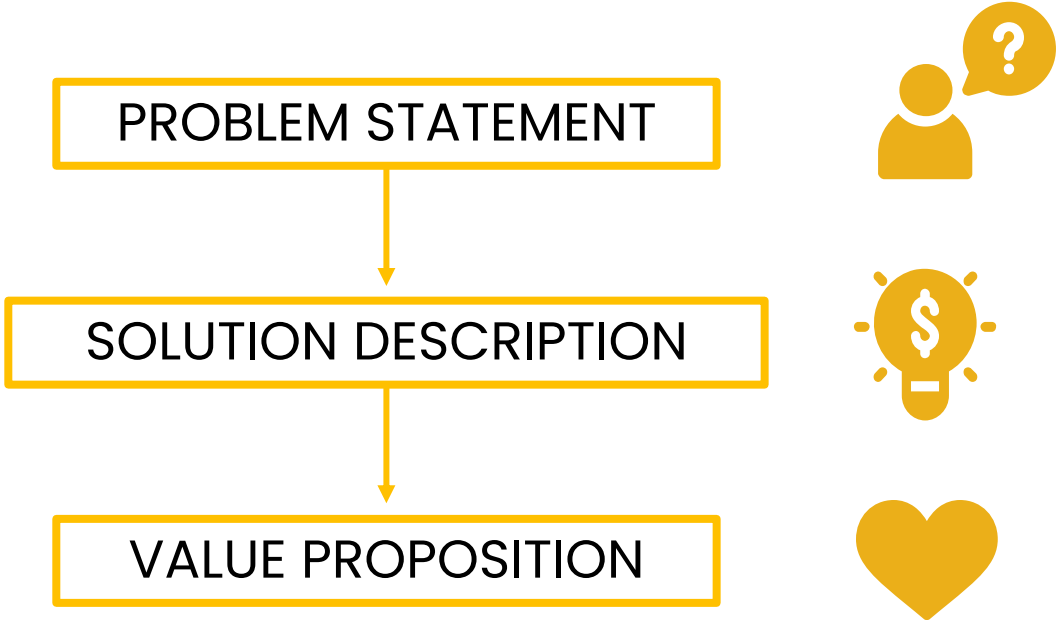 PROBLEM STATEMENT
?
SOLUTION DESCRIPTION
$
VALUE PROPOSITION